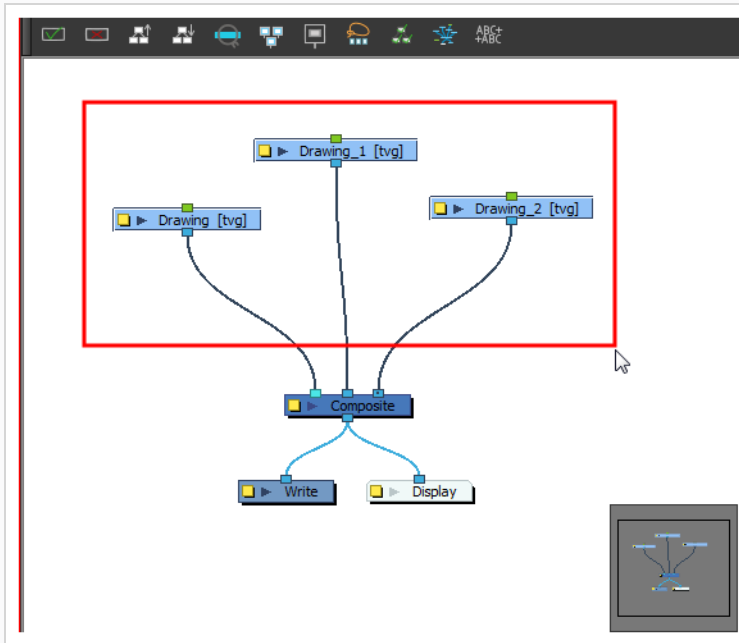 ABC+
+ABC
Drawing_1 [tvg]
Drawing [tvg]
Drawing_2 [tvg]
Composite
Write
Display